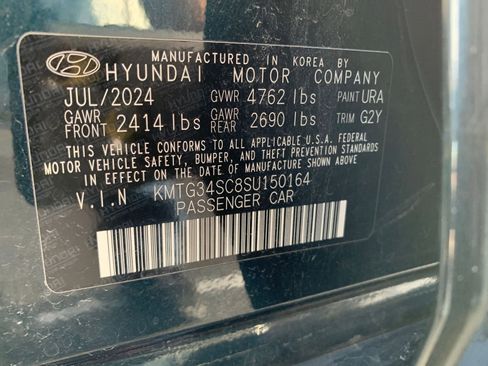 MANUFACTURED IN KOREA BY
HYUNDAI MOTOR COMPANY
JUL/2024 GVWR 4762 lbs PAINT URA
GAWR FRONT 2414 lbs GAWR REAR 2690 lbs TRIM G2Y
THIS VEHICLE CONFORMS TO ALL APPLICABLE U.S.A. FEDERAL
MOTOR VEHICLE SAFETY, BUMPER, AND THEFT PREVENTION STANDARDS
IN EFFECT ON THE DATE OF MANUFACTURE SHOWN ABOVE.
V.I.N KMTG34SC8SU150164
PASSENGER CAR